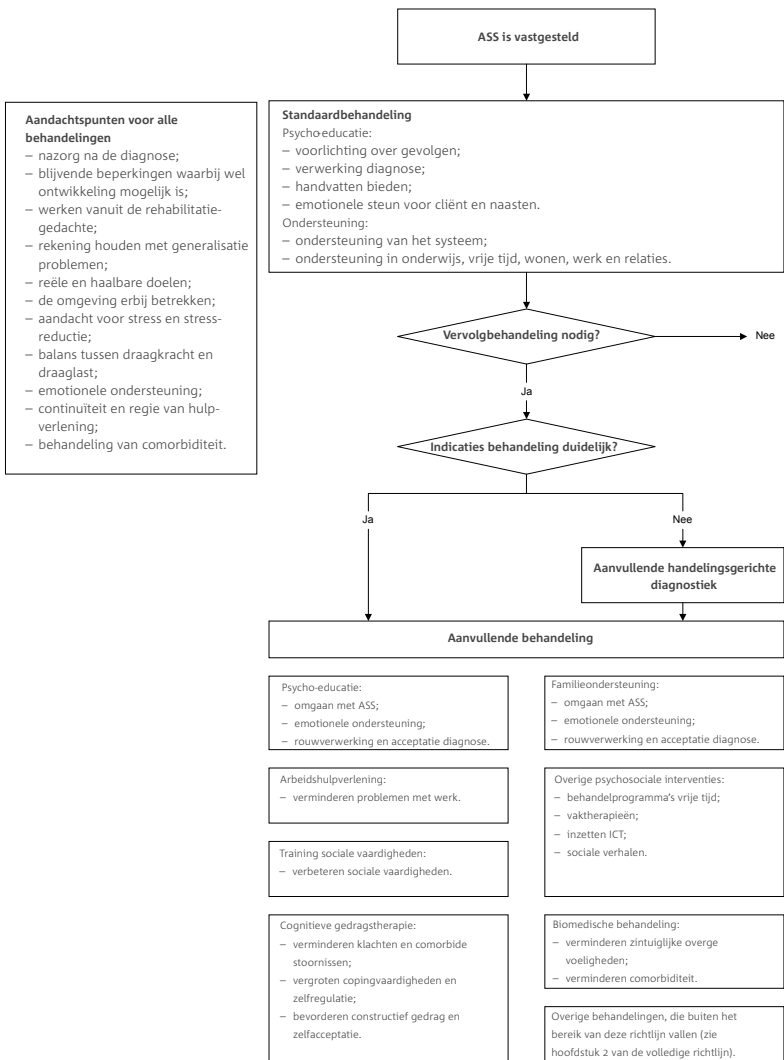 ASS is vastgesteld
Aandachtspunten voor alle
behandelingen
– nazorg na de diagnose;
– blijvende beperkingen waarbij wel
ontwikkeling mogelijk is;
– werken vanuit de rehabilitatie-
gedachte;
– rekening houden met generalisatie
problemen;
– reële en haalbare doelen;
– de omgeving erbij betrekken;
– aandacht voor stress en stress-
reductie;
– balans tussen draagkracht en
draaglast;
– emotionele ondersteuning;
– continuïteit en regie van hulp-
verlening;
– behandeling van comorbiditeit.
Standaardbehandeling
Psycho-educatie:
– voorlichting over gevolgen;
– verwerking diagnose;
– handvatten bieden;
– emotionele steun voor cliënt en naasten.
Ondersteuning:
– ondersteuning van het systeem;
– ondersteuning in onderwijs, vrije tijd, wonen, werk en relaties.
Vervolgbehandeling nodig?
Nee
Ja
Indicaties behandeling duidelijk?
Ja
Nee
Aanvullende handelingsgerichte
diagnostiek
Aanvullende behandeling
Psycho-educatie:
– omgaan met ASS;
– emotionele ondersteuning;
– rouwverwerking en acceptatie diagnose.
Familieondersteuning:
– omgaan met ASS;
– emotionele ondersteuning;
– rouwverwerking en acceptatie diagnose.
Arbeidshulpverlening:
– verminderen problemen met werk.
Overige psychosociale interventies:
– behandelprogramma's vrije tijd;
– vaktherapieën;
– inzetten ICT;
– sociale verhalen.
Training sociale vaardigheden:
– verbeteren sociale vaardigheden.
Cognitieve gedragstherapie:
– verminderen klachten en comorbide
stoornissen;
– vergroten copingvaardigheden en
zelfregulatie;
– bevorderen constructief gedrag en
zelfacceptatie.
Biomedische behandeling:
– verminderen zintuiglijke overge
voeligheden;
– verminderen comorbiditeit.
Overige behandelingen, die buiten het
bereik van deze richtlijn vallen (zie
hoofdstuk 2 van de volledige richtlijn).